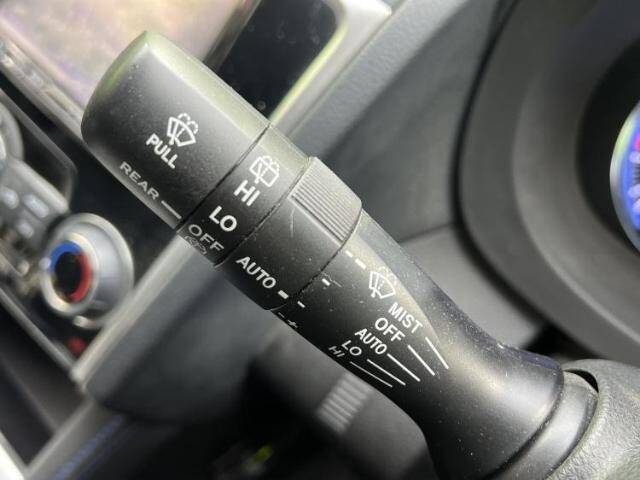 PULL
REAR
HI
LO
OFF
AUTO
- +
MIST
OFF
AUTO
LO
HI